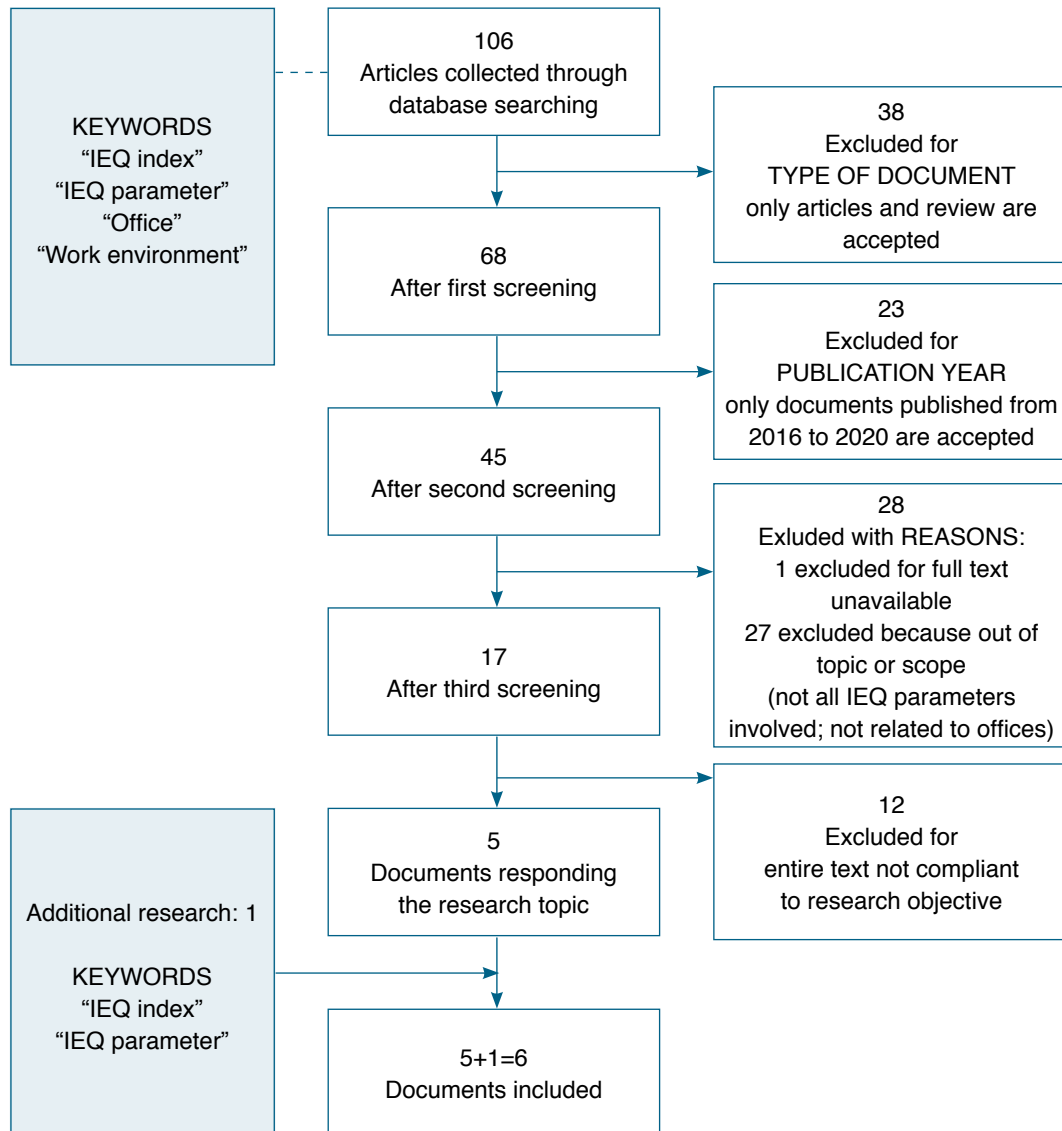 KEYWORDS
“IEQ index”
“IEQ parameter”
“Office”
“Work environment”
106
Articles collected through
database searching
38
Excluded for
TYPE OF DOCUMENT
only articles and review are
accepted
68
After first screening
23
Excluded for
PUBLICATION YEAR
only documents published from
2016 to 2020 are accepted
45
After second screening
28
Exluded with REASONS:
1 excluded for full text
unavailable
27 excluded because out of
topic or scope
(not all IEQ parameters
involved; not related to offices)
17
After third screening
12
Excluded for
entire text not compliant
to research objective
5
Documents responding
the research topic
Additional research: 1
KEYWORDS
“IEQ index”
“IEQ parameter”
5+1=6
Documents included